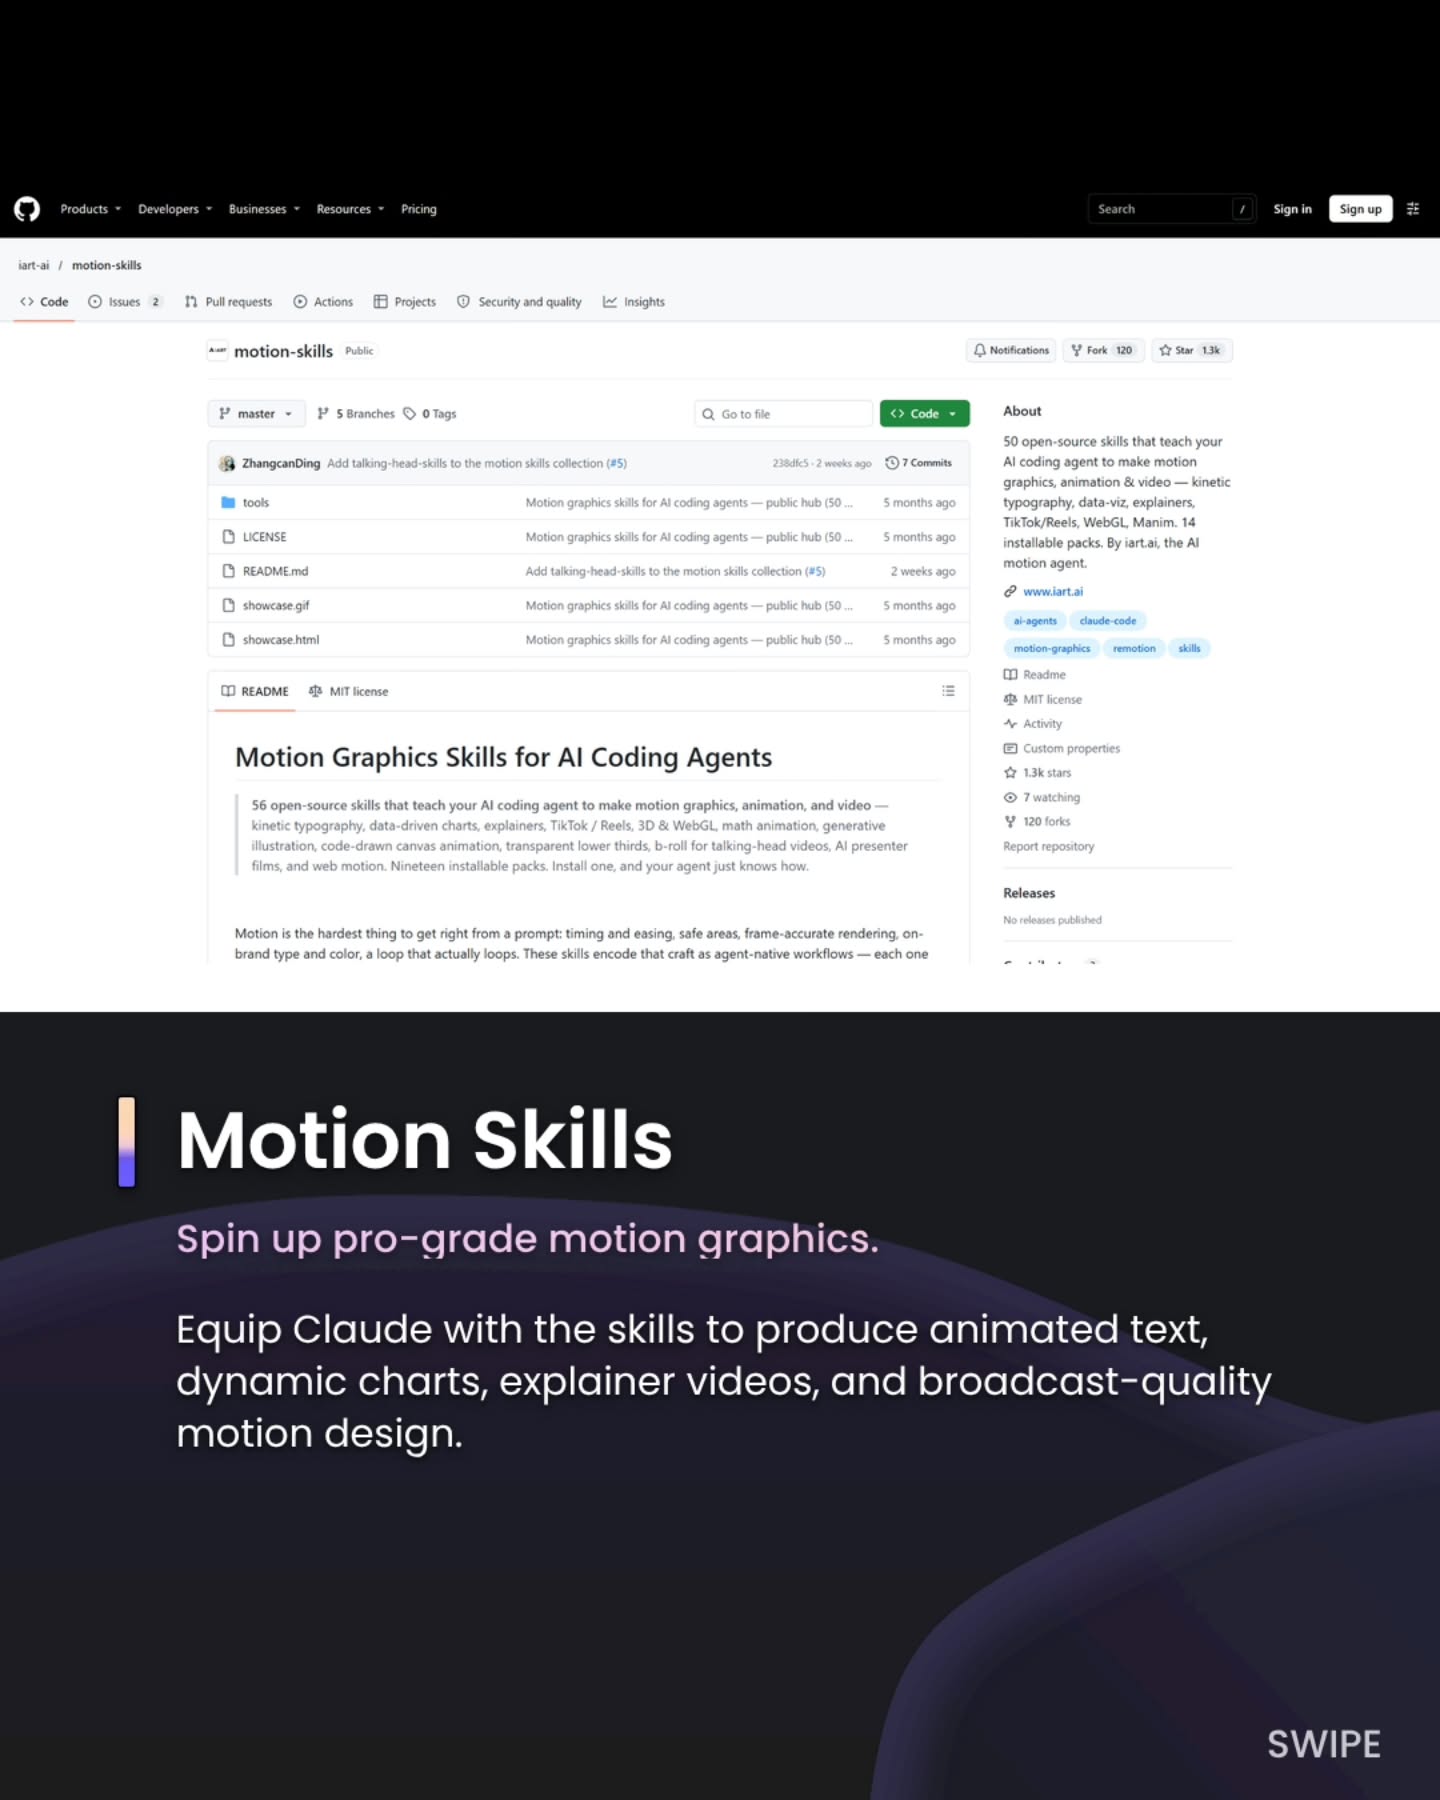 Products Developers Businesses Resources Pricing Search / Sign in Sign up
iart-ai / motion-skills
Code Issues 2 Pull requests Actions Projects Security and quality Insights
motion-skills Public Notifications Fork 120 Star 1.3k
master 5 Branches 0 Tags Go to file Code
ZhangcanDing Add talking-head-skills to the motion skills collection (#5) 238dfc5 · 2 weeks ago 7 Commits
tools Motion graphics skills for AI coding agents — public hub (50 ... 5 months ago
LICENSE Motion graphics skills for AI coding agents — public hub (50 ... 5 months ago
README.md Add talking-head-skills to the motion skills collection (#5) 2 weeks ago
showcase.gif Motion graphics skills for AI coding agents — public hub (50 ... 5 months ago
showcase.html Motion graphics skills for AI coding agents — public hub (50 ... 5 months ago
README MIT license
Motion Graphics Skills for AI Coding Agents
56 open-source skills that teach your AI coding agent to make motion graphics, animation, and video —
kinetic typography, data-driven charts, explainers, TikTok / Reels, 3D & WebGL, math animation, generative
illustration, code-drawn canvas animation, transparent lower thirds, b-roll for talking-head videos, AI presenter
films, and web motion. Nineteen installable packs. Install one, and your agent just knows how.
Motion is the hardest thing to get right from a prompt: timing and easing, safe areas, frame-accurate rendering, on-
brand type and color, a loop that actually loops. These skills encode that craft as agent-native workflows — each one
About
50 open-source skills that teach your
AI coding agent to make motion
graphics, animation & video — kinetic
typography, data-viz, explainers,
TikTok/Reels, WebGL, Manim. 14
installable packs. By iart.ai, the AI
motion agent.
www.iart.ai
ai-agents claude-code
motion-graphics remotion skills
Readme
MIT license
Activity
Custom properties
1.3k stars
7 watching
120 forks
Report repository
Releases
No releases published
Motion Skills
Spin up pro-grade motion graphics.
Equip Claude with the skills to produce animated text,
dynamic charts, explainer videos, and broadcast-quality
motion design.
SWIPE